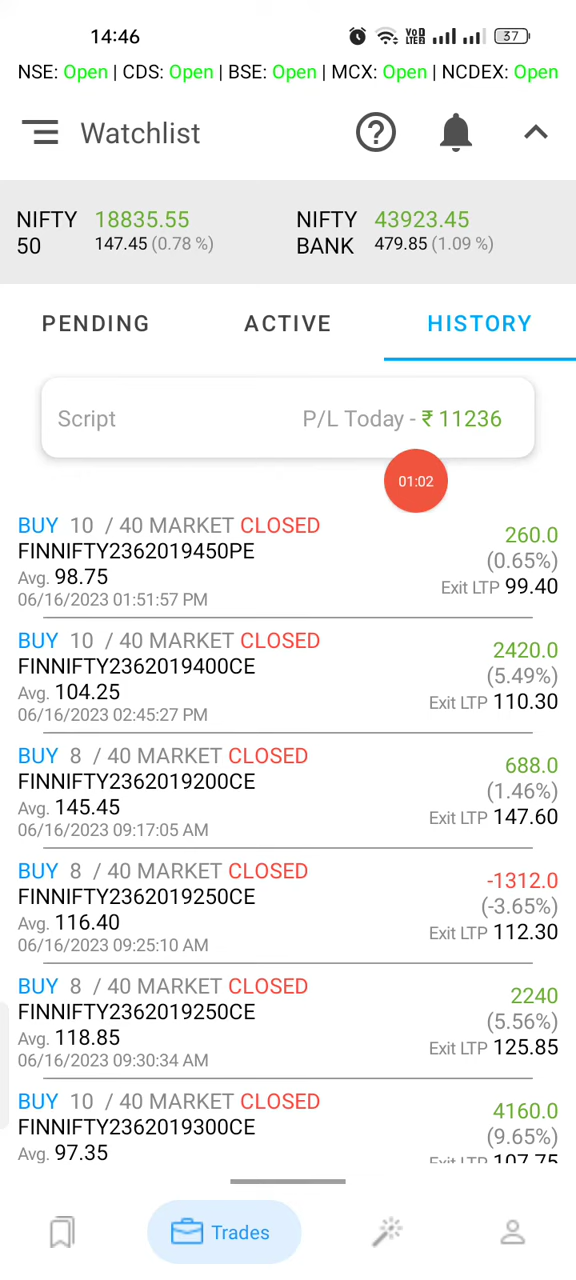 14:46
VoD LTE2
37
NSE: Open | CDS: Open | BSE: Open | MCX: Open | NCDEX: Open
Watchlist
NIFTY 18835.55 NIFTY 43923.45
50 147.45 (0.78 %) BANK 479.85 (1.09 %)
PENDING ACTIVE HISTORY
Script P/L Today - ₹ 11236
01:02
BUY 10 / 40 MARKET CLOSED
260.0
FINNIFTY2362019450PE
(0.65%)
Avg. 98.75
Exit LTP 99.40
06/16/2023 01:51:57 PM
BUY 10 / 40 MARKET CLOSED
2420.0
FINNIFTY2362019400CE
(5.49%)
Avg. 104.25
Exit LTP 110.30
06/16/2023 02:45:27 PM
BUY 8 / 40 MARKET CLOSED
688.0
FINNIFTY2362019200CE
(1.46%)
Avg. 145.45
Exit LTP 147.60
06/16/2023 09:17:05 AM
BUY 8 / 40 MARKET CLOSED
-1312.0
FINNIFTY2362019250CE
(-3.65%)
Avg. 116.40
Exit LTP 112.30
06/16/2023 09:25:10 AM
BUY 8 / 40 MARKET CLOSED
2240
FINNIFTY2362019250CE
(5.56%)
Avg. 118.85
Exit LTP 125.85
06/16/2023 09:30:34 AM
BUY 10 / 40 MARKET CLOSED
4160.0
FINNIFTY2362019300CE
(9.65%)
Avg. 97.35
Exit LTP 107.75
Trades